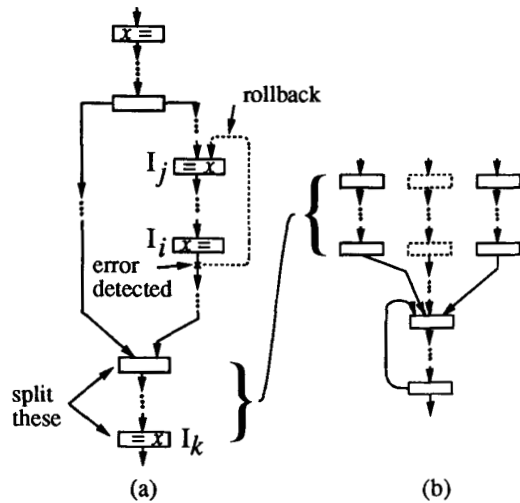 x =
rollback
I_j
= x
I_i
x =
error
detected
split
these
= x
I_k
(a)
(b)